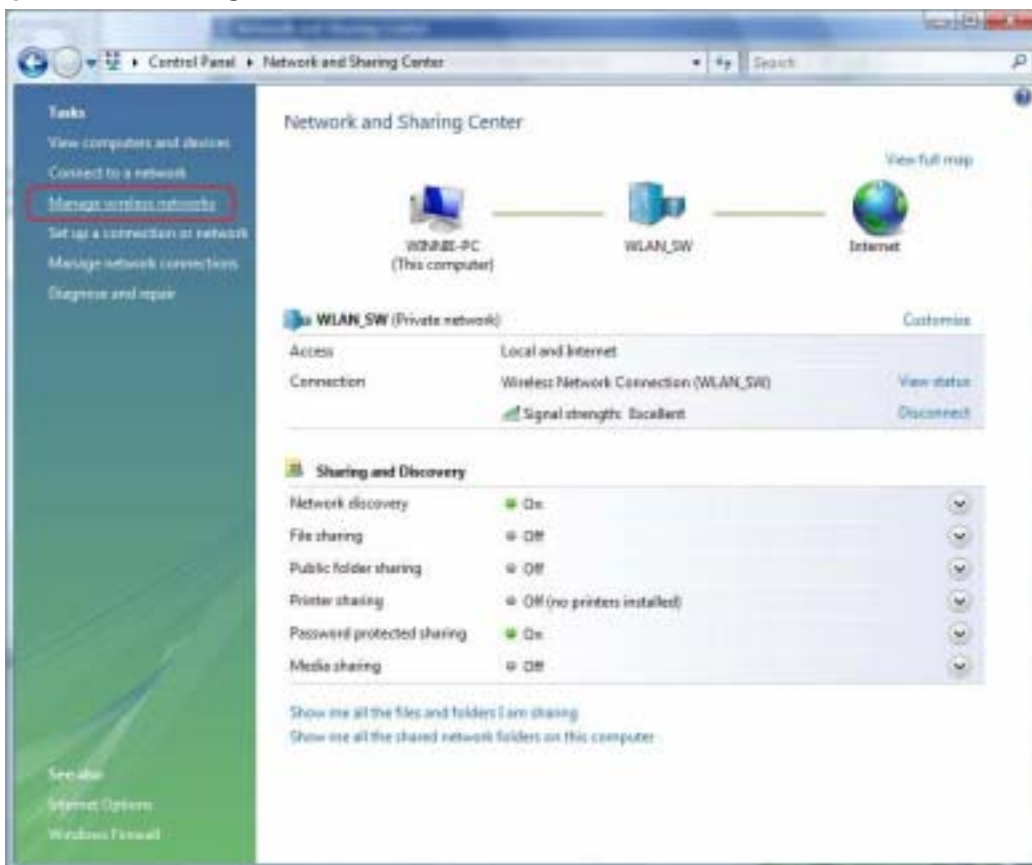 Control Panel
Network and Sharing Center
Search
Tasks
View computers and devices
Connect to a network
Manage wireless networks
Set up a connection or network
Manage network connections
Diagnose and repair
See also
Internet Options
Windows Firewall
Network and Sharing Center
View full map
WINNIE-PC
(This computer)
WLAN_SW
Internet
WLAN_SW (Private network)
Customize
Access
Local and Internet
Connection
Wireless Network Connection (WLAN_SW)
View status
Signal strength: Excellent
Disconnect
Sharing and Discovery
Network discovery
On
File sharing
Off
Public folder sharing
Off
Printer sharing
Off (no printers installed)
Password protected sharing
On
Media sharing
Off
Show me all the files and folders I am sharing
Show me all the shared network folders on this computer